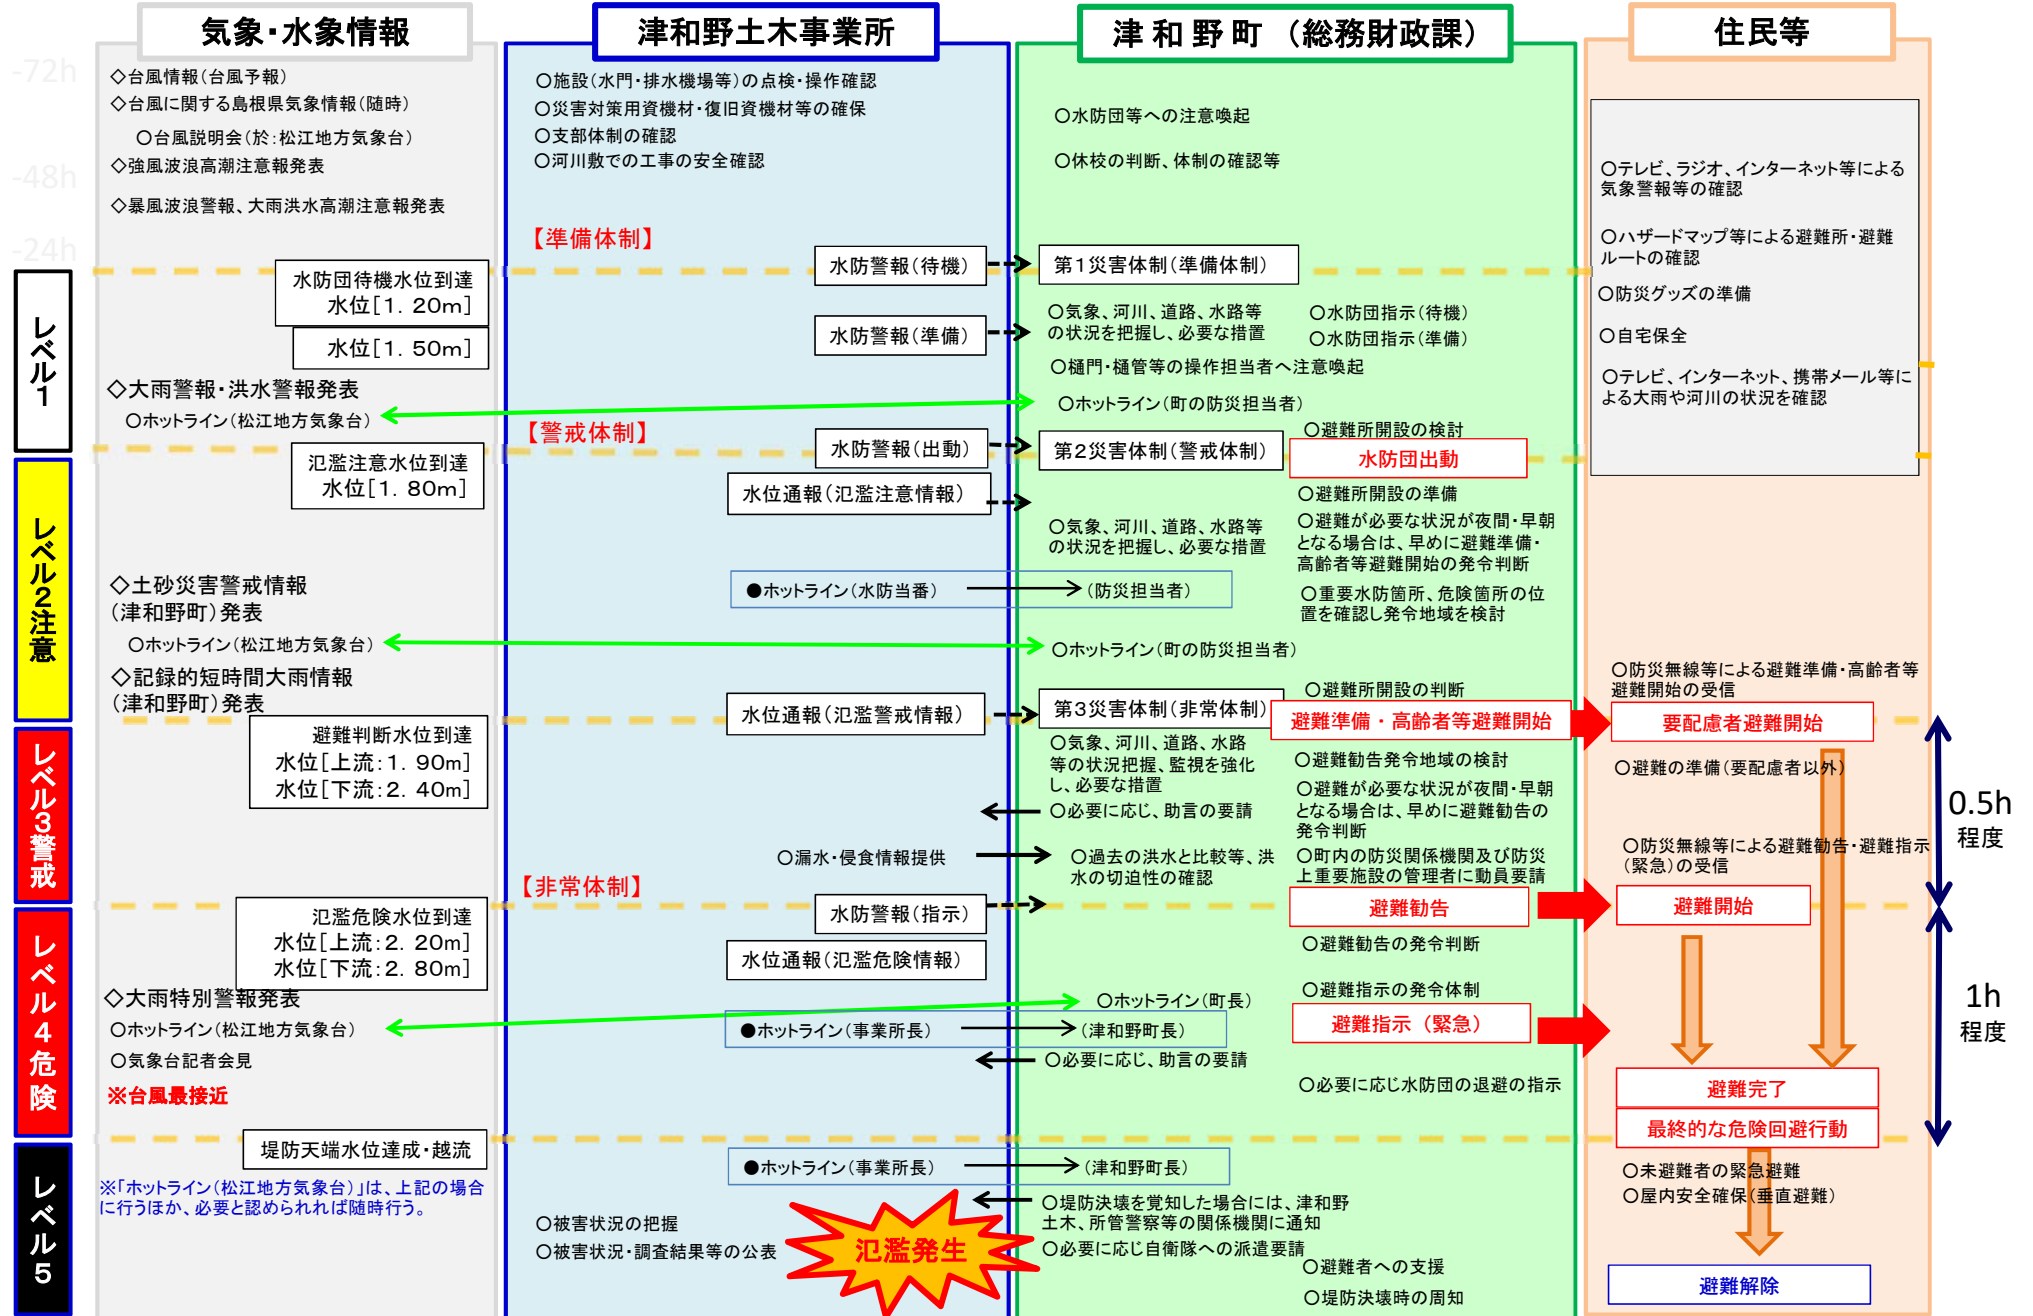 気象・水象情報
津和野土木事業所
津和野町（総務財政課）
住民等
-72h
-48h
-24h
レベル1
レベル2注意
レベル3警戒
レベル4危険
レベル5
◇台風情報（台風予報）
◇台風に関する島根県気象情報（随時）
○台風説明会（於：松江地方気象台）
◇強風波浪高潮注意報発表
◇暴風波浪警報、大雨洪水高潮注意報発表
水防団待機水位到達
水位［1．20m］
水位［1．50m］
◇大雨警報・洪水警報発表
○ホットライン（松江地方気象台）
氾濫注意水位到達
水位［1．80m］
◇土砂災害警戒情報
（津和野町）発表
○ホットライン（松江地方気象台）
◇記録的短時間大雨情報
（津和野町）発表
避難判断水位到達
水位［上流：1．90m］
水位［下流：2．40m］
氾濫危険水位到達
水位［上流：2．20m］
水位［下流：2．80m］
◇大雨特別警報発表
○ホットライン（松江地方気象台）
○気象台記者会見
※台風最接近
堤防天端水位達成・越流
※「ホットライン（松江地方気象台）」は、上記の場合
に行うほか、必要と認められれば随時行う。
○施設（水門・排水機場等）の点検・操作確認
○災害対策用資機材・復旧資機材等の確保
○支部体制の確認
○河川敷での工事の安全確認
【準備体制】
水防警報（待機）
水防警報（準備）
【警戒体制】
水防警報（出動）
水位通報（氾濫注意情報）
●ホットライン（水防当番）
（防災担当者）
水位通報（氾濫警戒情報）
○漏水・侵食情報提供
【非常体制】
水防警報（指示）
水位通報（氾濫危険情報）
●ホットライン（事業所長）
（津和野町長）
●ホットライン（事業所長）
（津和野町長）
○被害状況の把握
○被害状況・調査結果等の公表
氾濫発生
○水防団等への注意喚起
○休校の判断、体制の確認等
第1災害体制（準備体制）
○気象、河川、道路、水路等
の状況を把握し、必要な措置
○水防団指示（待機）
○水防団指示（準備）
○樋門・樋管等の操作担当者へ注意喚起
○ホットライン（町の防災担当者）
○避難所開設の検討
第2災害体制（警戒体制）
水防団出動
○避難所開設の準備
○気象、河川、道路、水路等
の状況を把握し、必要な措置
○避難が必要な状況が夜間・早朝
となる場合は、早めに避難準備・
高齢者等避難開始の発令判断
○重要水防箇所、危険箇所の位
置を確認し発令地域を検討
○ホットライン（町の防災担当者）
○避難所開設の判断
第3災害体制（非常体制）
避難準備・高齢者等避難開始
○気象、河川、道路、水路
等の状況把握、監視を強化
し、必要な措置
○避難勧告発令地域の検討
○避難が必要な状況が夜間・早朝
となる場合は、早めに避難勧告の
発令判断
○必要に応じ、助言の要請
○過去の洪水と比較等、洪
水の切迫性の確認
○町内の防災関係機関及び防災
上重要施設の管理者に動員要請
避難勧告
○避難勧告の発令判断
○ホットライン（町長）
○避難指示の発令体制
避難指示（緊急）
○必要に応じ、助言の要請
○必要に応じ水防団の退避の指示
○堤防決壊を覚知した場合には、津和野
土木、所管警察等の関係機関に通知
○必要に応じ自衛隊への派遣要請
○避難者への支援
○堤防決壊時の周知
○テレビ、ラジオ、インターネット等による
気象警報等の確認
○ハザードマップ等による避難所・避難
ルートの確認
○防災グッズの準備
○自宅保全
○テレビ、インターネット、携帯メール等に
よる大雨や河川の状況を確認
○防災無線等による避難準備・高齢者等
避難開始の受信
要配慮者避難開始
○避難の準備（要配慮者以外）
○防災無線等による避難勧告・避難指示
（緊急）の受信
避難開始
避難完了
最終的な危険回避行動
○未避難者の緊急避難
○屋内安全確保（垂直避難）
避難解除
0.5h
程度
1h
程度